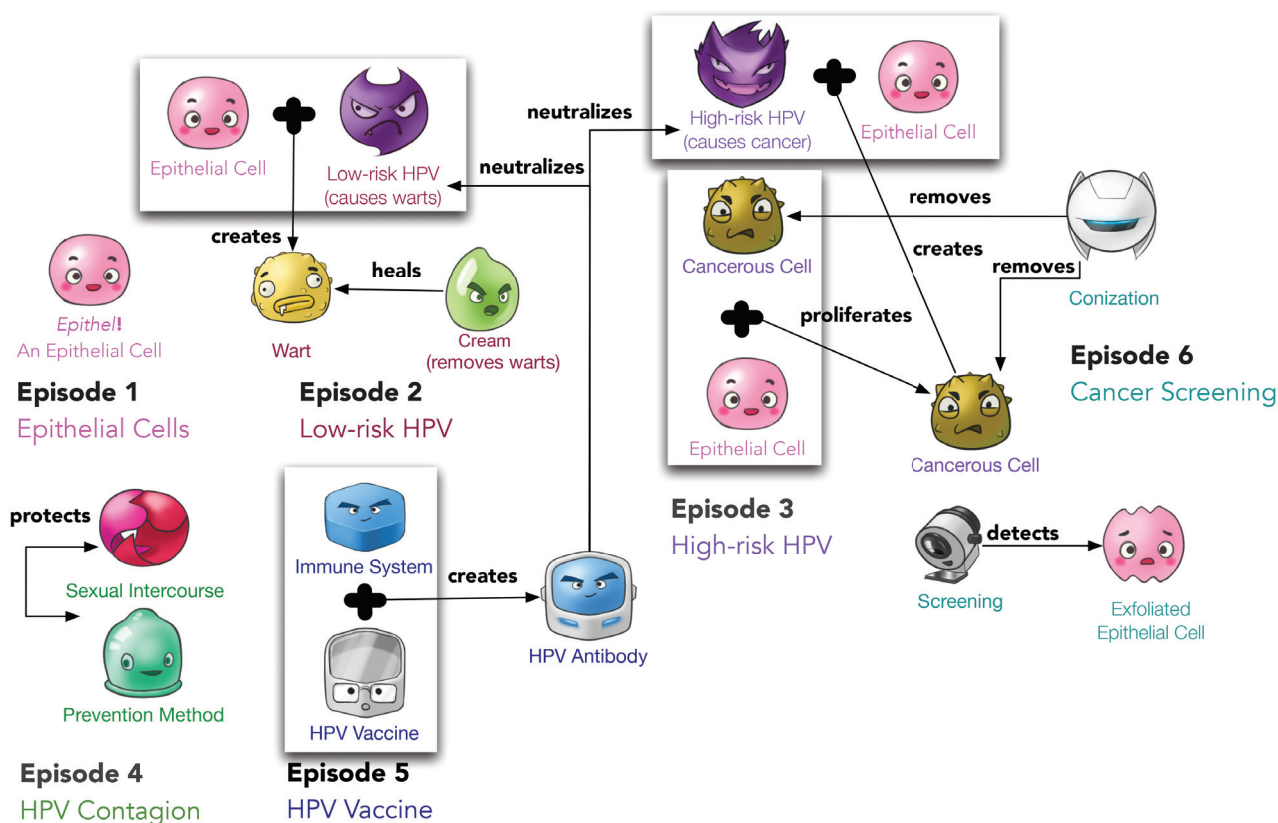 Epithelial Cell
Low-risk HPV
(causes warts)
neutralizes
neutralizes
High-risk HPV
(causes cancer)
Epithelial Cell
creates
Epithel!
An Epithelial Cell
Episode 1
Epithelial Cells
Wart
heals
Cream
(removes warts)
Episode 2
Low-risk HPV
Cancerous Cell
proliferates
Epithelial Cell
removes
creates
removes
Conization
Cancerous Cell
Episode 3
High-risk HPV
Episode 6
Cancer Screening
Screening
detects
Exfoliated
Epithelial Cell
protects
Sexual Intercourse
Prevention Method
Episode 4
HPV Contagion
Immune System
creates
HPV Vaccine
HPV Antibody
Episode 5
HPV Vaccine